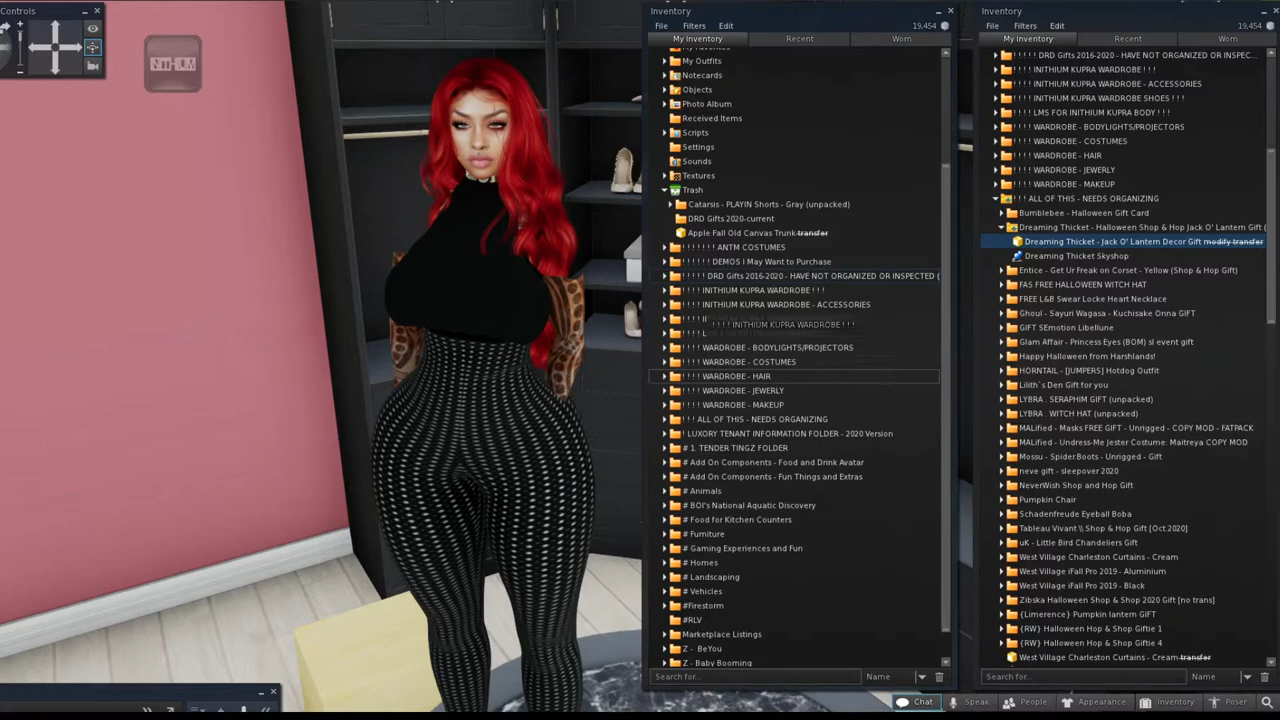 Controls
Inventory
File Filters Edit 19,454
My Inventory Recent Worn
My Favorites
My Outfits
Notecards
Objects
Photo Album
Received Items
Scripts
Settings
Sounds
Textures
Trash
Catarsis - PLAYIN Shorts - Gray (unpacked)
DRD Gifts 2020-current
Apple Fall Old Canvas Trunk transfer
! ! ! ! ! ! ! ANTM COSTUMES
! ! ! ! ! ! DEMOS I May Want to Purchase
! ! ! ! ! DRD Gifts 2016-2020 - HAVE NOT ORGANIZED OR INSPECTED (
! ! ! ! INITHIUM KUPRA WARDROBE ! ! !
! ! ! ! INITHIUM KUPRA WARDROBE - ACCESSORIES
! ! ! ! INITHIUM KUPRA WARDROBE ! ! !
! ! ! ! WARDROBE - BODYLIGHTS/PROJECTORS
! ! ! ! WARDROBE - COSTUMES
! ! ! ! WARDROBE - HAIR
! ! ! ! WARDROBE - JEWERLY
! ! ! ! WARDROBE - MAKEUP
! ! ! ALL OF THIS - NEEDS ORGANIZING
! LUXORY TENANT INFORMATION FOLDER - 2020 Version
# 1. TENDER TINGZ FOLDER
# Add On Components - Food and Drink Avatar
# Add On Components - Fun Things and Extras
# Animals
# BOI's National Aquatic Discovery
# Food for Kitchen Counters
# Furniture
# Gaming Experiences and Fun
# Homes
# Landscaping
# Vehicles
#Firestorm
#RLV
Marketplace Listings
Z - BeYou
Z - Baby Booming
Search for... Name
Inventory
File Filters Edit 19,454
My Inventory Recent Worn
! ! ! ! ! DRD Gifts 2016-2020 - HAVE NOT ORGANIZED OR INSPEC...
! ! ! ! INITHIUM KUPRA WARDROBE ! ! !
! ! ! ! INITHIUM KUPRA WARDROBE - ACCESSORIES
! ! ! ! INITHIUM KUPRA WARDROBE SHOES ! ! !
! ! ! ! LMS FOR INITHIUM KUPRA BODY ! ! !
! ! ! ! WARDROBE - BODYLIGHTS/PROJECTORS
! ! ! ! WARDROBE - COSTUMES
! ! ! ! WARDROBE - HAIR
! ! ! ! WARDROBE - JEWERLY
! ! ! ! WARDROBE - MAKEUP
! ! ! ALL OF THIS - NEEDS ORGANIZING
Bumblebee - Halloween Gift Card
Dreaming Thicket - Halloween Shop & Hop Jack O' Lantern Gift (
Dreaming Thicket - Jack O' Lantern Decor Gift modify transfer
Dreaming Thicket Skyshop
Entice - Get Ur Freak on Corset - Yellow (Shop & Hop Gift)
FAS FREE HALLOWEEN WITCH HAT
FREE L&B Swear Locke Heart Necklace
Ghoul - Sayuri Wagasa - Kuchisake Onna GIFT
GIFT SEmotion Libellune
Glam Affair - Princess Eyes (BOM) sl event gift
Happy Halloween from Harshlands!
HORNTAIL - [JUMPERS] Hotdog Outfit
Lilith`s Den Gift for you
LYBRA . SERAPHIM GIFT (unpacked)
LYBRA . WITCH HAT (unpacked)
MALified - Masks FREE GIFT - Unrigged - COPY MOD - FATPACK
MALified - Undress-Me Jester Costume: Maitreya COPY MOD
Mossu - Spider.Boots - Unrigged - Gift
neve gift - sleepover 2020
NeverWish Shop and Hop Gift
Pumpkin Chair
Schadenfreude Eyeball Boba
Tableau Vivant \\ Shop & Hop Gift [Oct.2020]
uK - Little Bird Chandeliers Gift
West Village Charleston Curtains - Cream
West Village iFall Pro 2019 - Aluminium
West Village iFall Pro 2019 - Black
Zibska Halloween Shop & Shop 2020 Gift [no trans]
{Limerence} Pumpkin lantern GIFT
{RW} Halloween Hop & Shop Giftie 1
{RW} Halloween Hop & Shop Giftie 4
West Village Charleston Curtains - Cream transfer
Search for... Name
Chat Speak People Appearance Inventory Poser